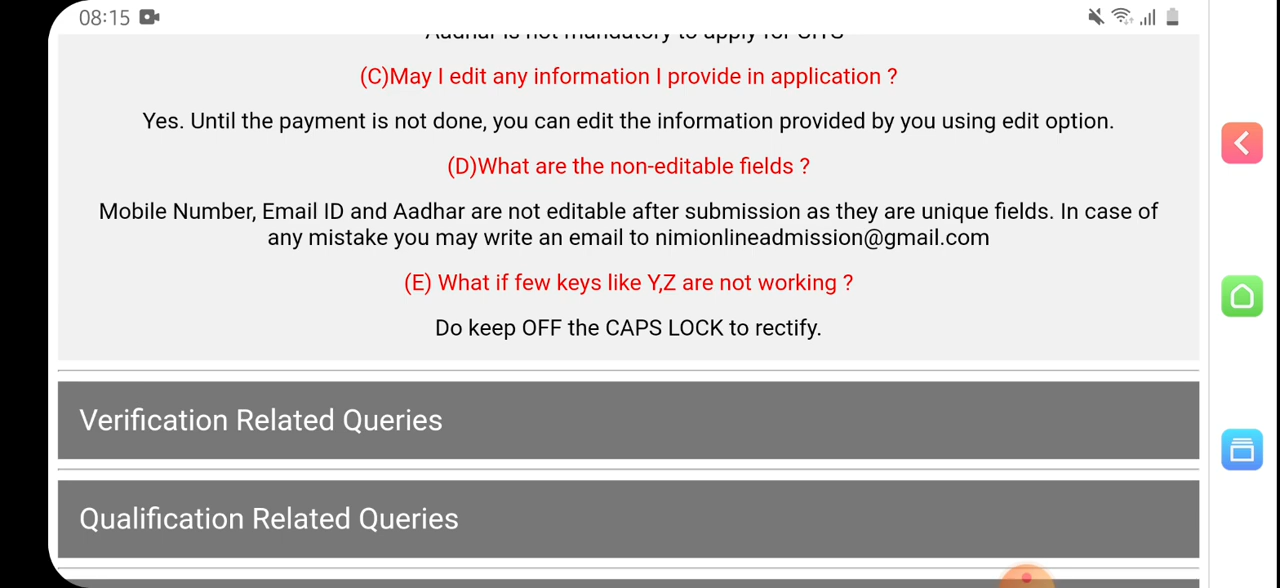 08:15
(C)May I edit any information I provide in application ?
Yes. Until the payment is not done, you can edit the information provided by you using edit option.
(D)What are the non-editable fields ?
Mobile Number, Email ID and Aadhar are not editable after submission as they are unique fields. In case of
any mistake you may write an email to nimionlineadmission@gmail.com
(E) What if few keys like Y,Z are not working ?
Do keep OFF the CAPS LOCK to rectify.
Verification Related Queries
Qualification Related Queries